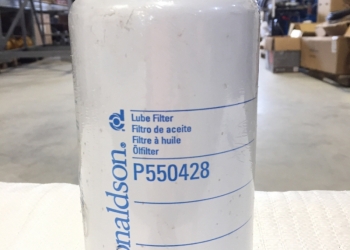 Lube Filter
Filtro de aceite
Filtre à huile
Ölfilter
P550428
onaldson®